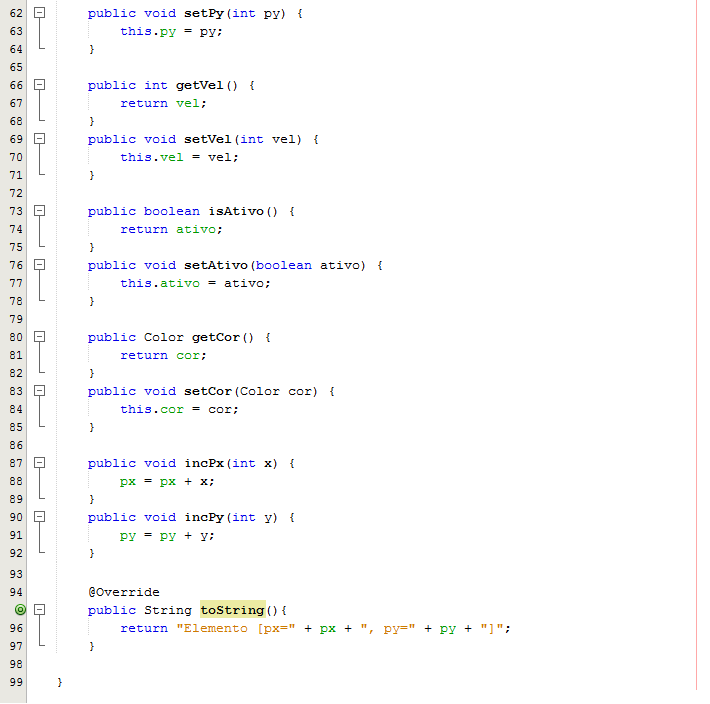 62 public void setPy(int py) {
63 this.py = py;
64 }
65
66 public int getVel() {
67 return vel;
68 }
69 public void setVel(int vel) {
70 this.vel = vel;
71 }
72
73 public boolean isAtivo() {
74 return ativo;
75 }
76 public void setAtivo(boolean ativo) {
77 this.ativo = ativo;
78 }
79
80 public Color getCor() {
81 return cor;
82 }
83 public void setCor(Color cor) {
84 this.cor = cor;
85 }
86
87 public void incPx(int x) {
88 px = px + x;
89 }
90 public void incPy(int y) {
91 py = py + y;
92 }
93
94 @Override
public String toString(){
96 return "Elemento [px=" + px + ", py=" + py + "]";
97 }
98
99 }